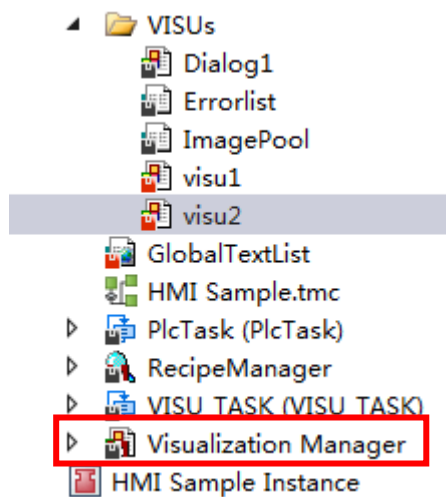 VISUs
Dialog1
Errorlist
ImagePool
visu1
visu2
GlobalTextList
HMI Sample.tmc
PlcTask (PlcTask)
RecipeManager
VISU_TASK (VISU_TASK)
Visualization Manager
HMI Sample Instance